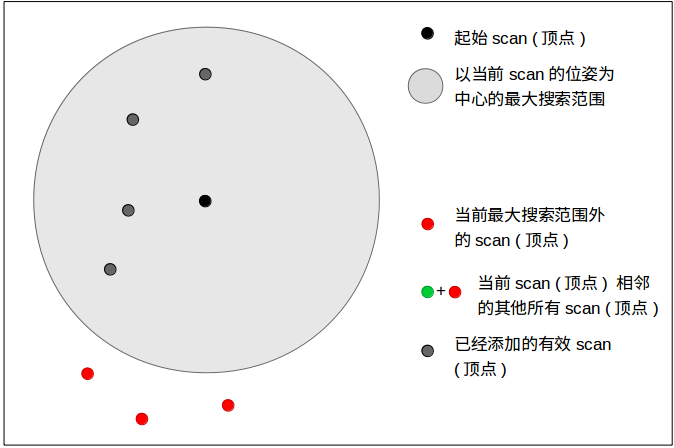 起始 scan ( 顶点 )
以当前 scan 的位姿为
中心的最大搜索范围
当前最大搜索范围外
的 scan ( 顶点 )
+
当前 scan ( 顶点 ) 相邻
的其他所有 scan ( 顶点 )
已经添加的有效 scan
( 顶点 )